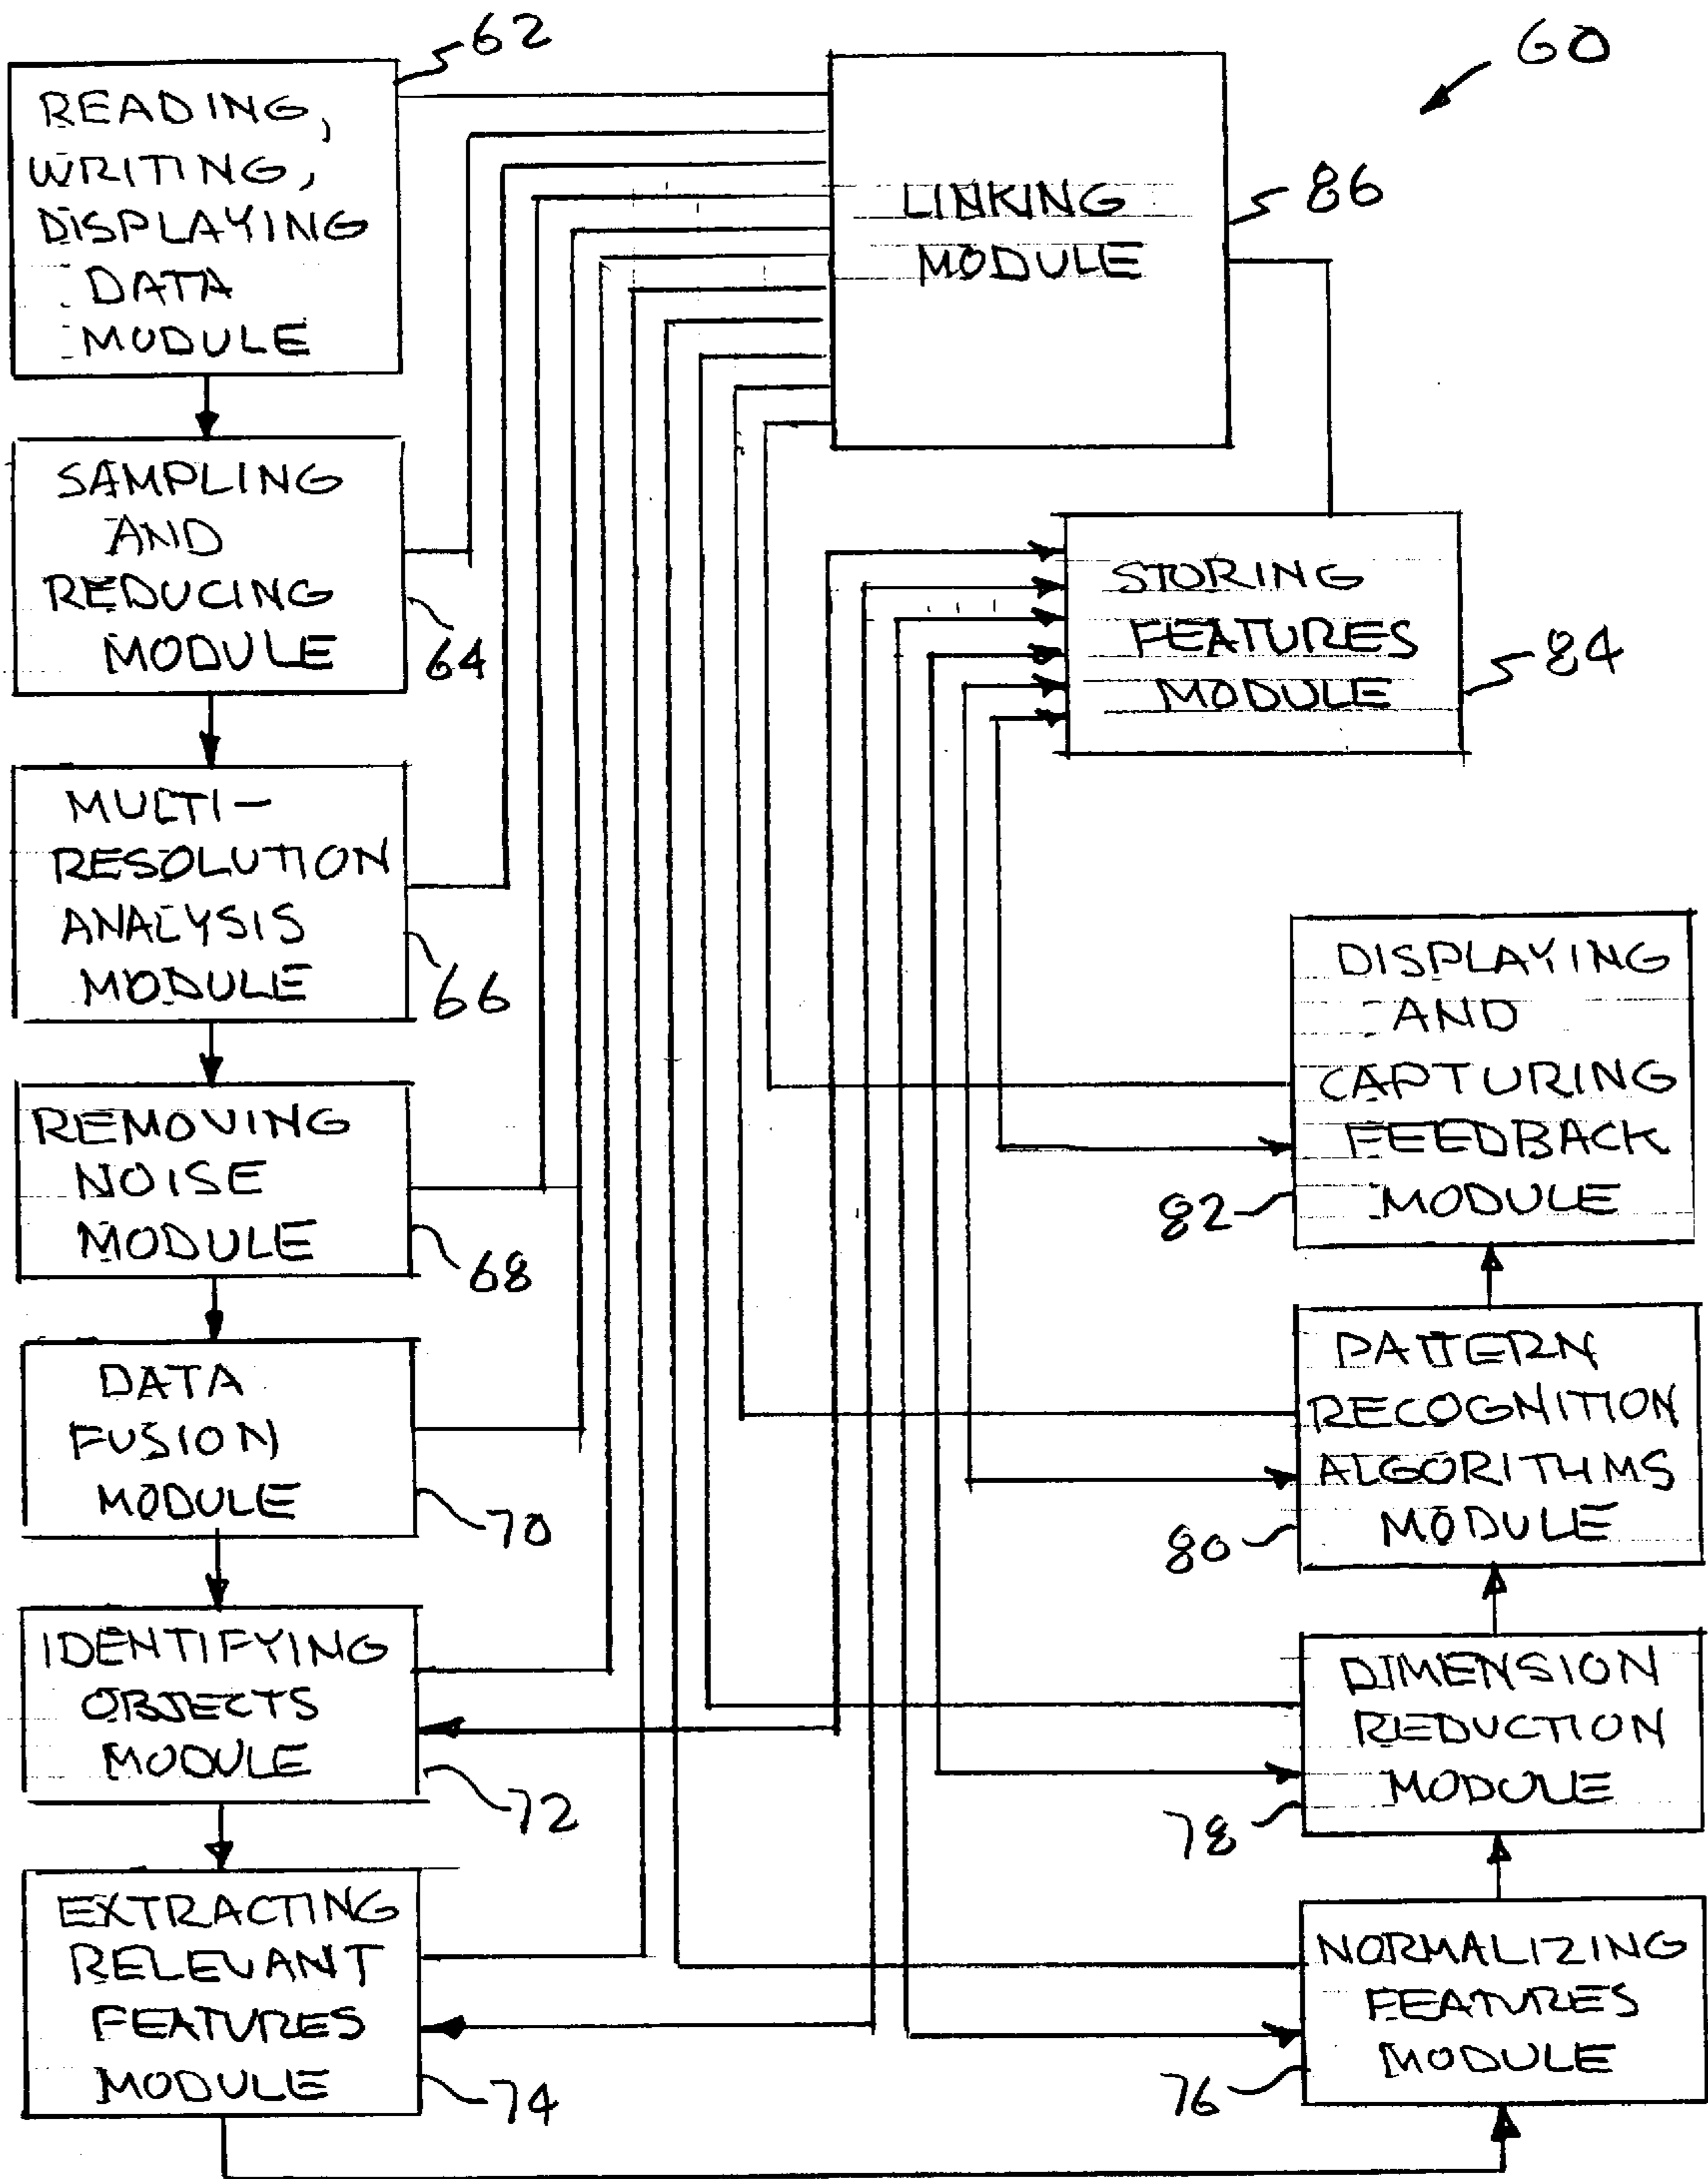 62
60
READING,
WRITING,
DISPLAYING
DATA
MODULE
LINKING
MODULE
86
SAMPLING
AND
REDUCING
MODULE
64
STORING
FEATURES
MODULE
84
MULTI-
RESOLUTION
ANALYSIS
MODULE
66
DISPLAYING
AND
CAPTURING
FEEDBACK
MODULE
82
REMOVING
NOISE
MODULE
68
DATA
FUSION
MODULE
70
PATTERN
RECOGNITION
ALGORITHMS
MODULE
80
IDENTIFYING
OBJECTS
MODULE
72
DIMENSION
REDUCTION
MODULE
78
EXTRACTING
RELEVANT
FEATURES
MODULE
74
NORMALIZING
FEATURES
MODULE
76